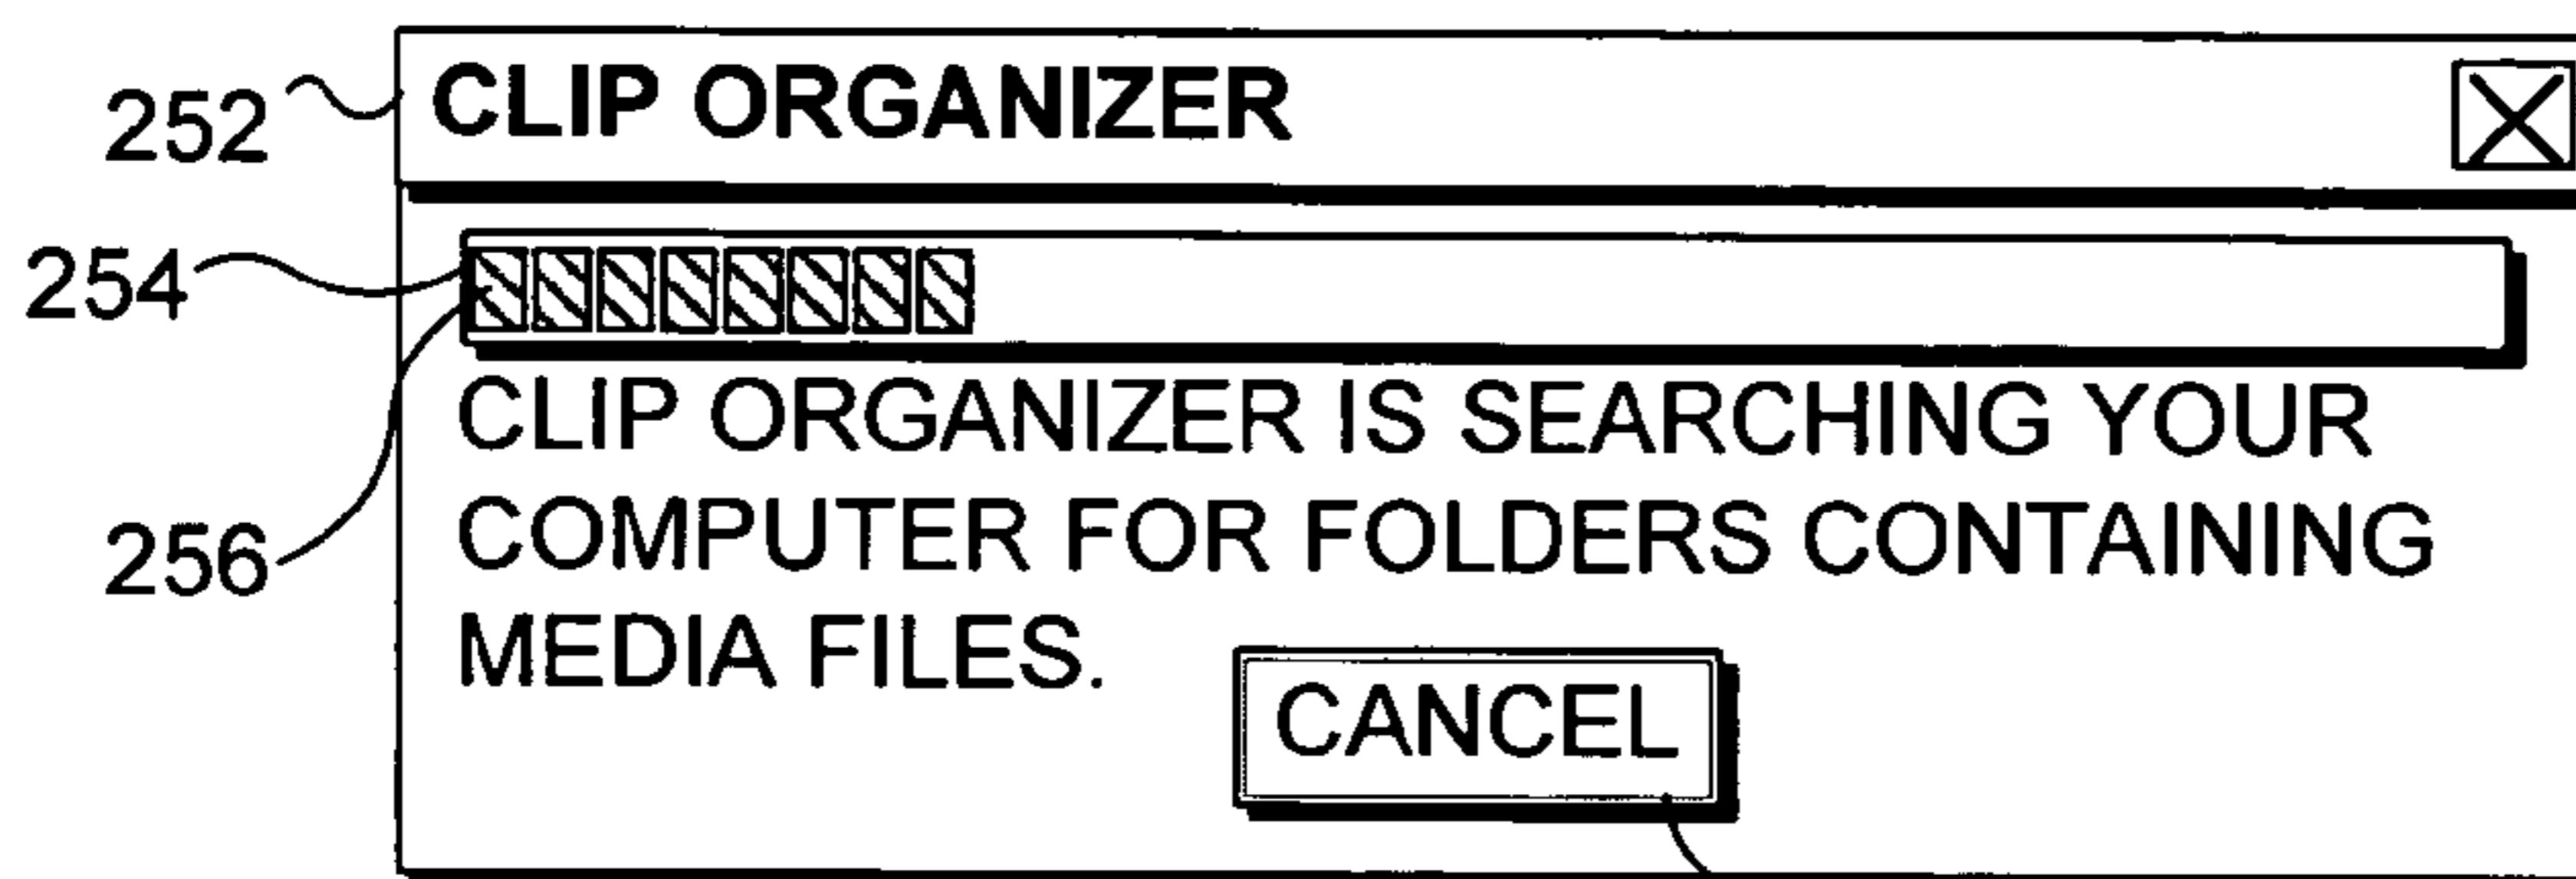 252 CLIP ORGANIZER
254
CLIP ORGANIZER IS SEARCHING YOUR
256 COMPUTER FOR FOLDERS CONTAINING
MEDIA FILES.
CANCEL